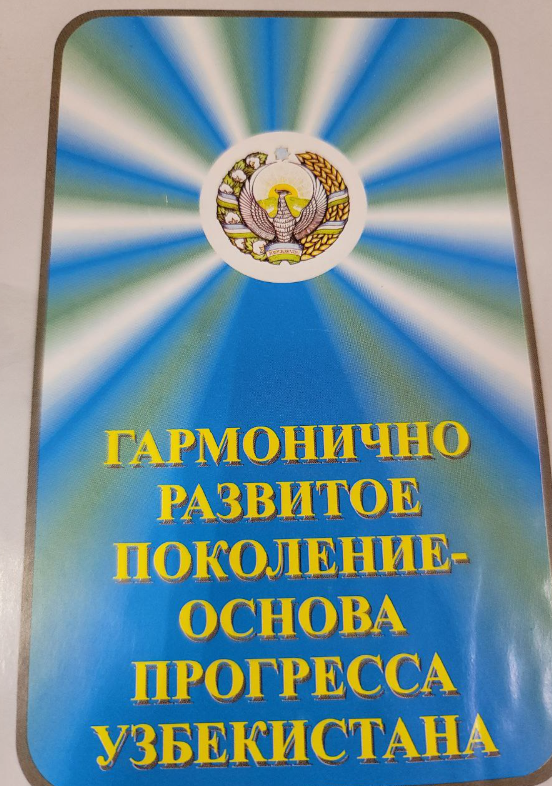 ГАРМОНИЧНО
РАЗВИТОЕ
ПОКОЛЕНИЕ-
ОСНОВА
ПРОГРЕССА
УЗБЕКИСТАНА